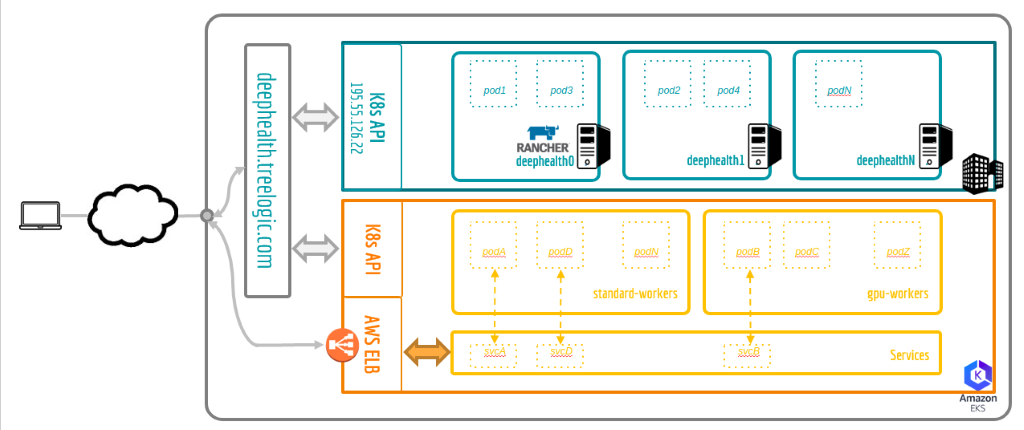 deephealth.treelogic.com
K8s API
195.55.126.22
pod1
pod3
RANCHER
deephealth0
pod2
pod4
deephealth1
podN
deephealthN
K8s API
podA
podD
podN
standard-workers
podB
podC
podZ
gpu-workers
AWS ELB
svcA
svcD
svcB
Services
K
Amazon
EKS